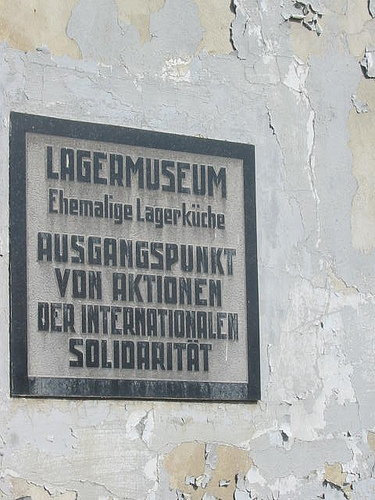 LAGERMUSEUM
Ehemalige Lagerküche
AUSGANGSPUNKT
VON AKTIONEN
DER INTERNATIONALEN
SOLIDARITÄT